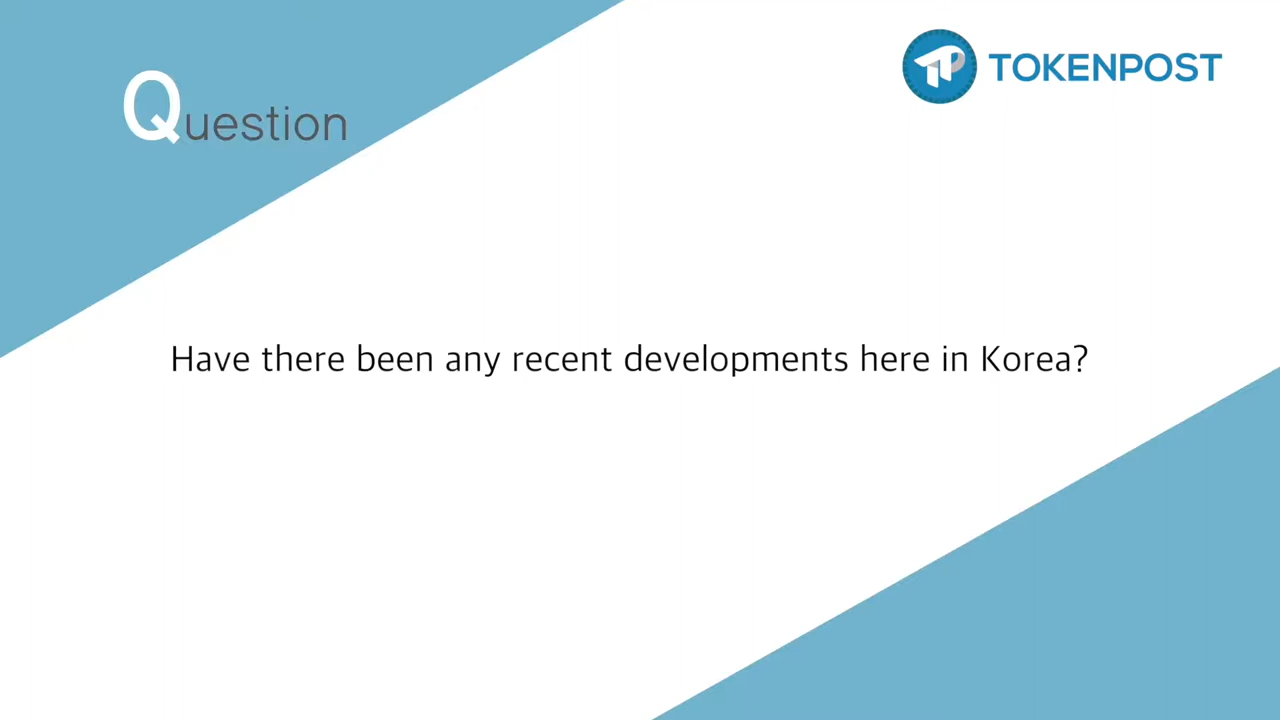 Question
TOKENPOST
Have there been any recent developments here in Korea?